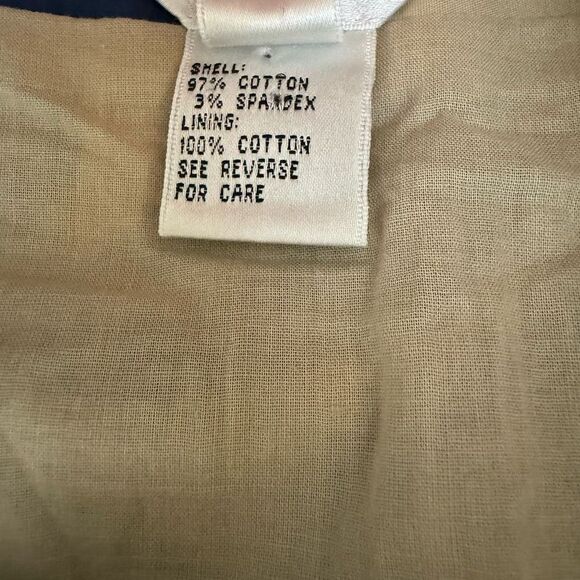 SHELL:
97% COTTON
3% SPANDEX
LINING:
100% COTTON
SEE REVERSE
FOR CARE